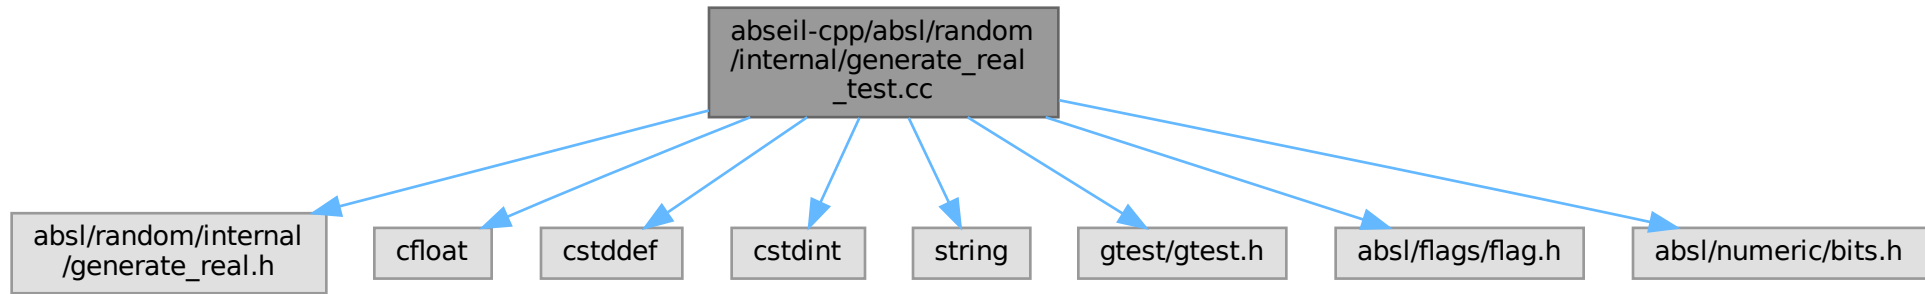 abseil-cpp/absl/random
/internal/generate_real
_test.cc
absl/random/internal
/generate_real.h
cfloat
cstddef
cstdint
string
gtest/gtest.h
absl/flags/flag.h
absl/numeric/bits.h